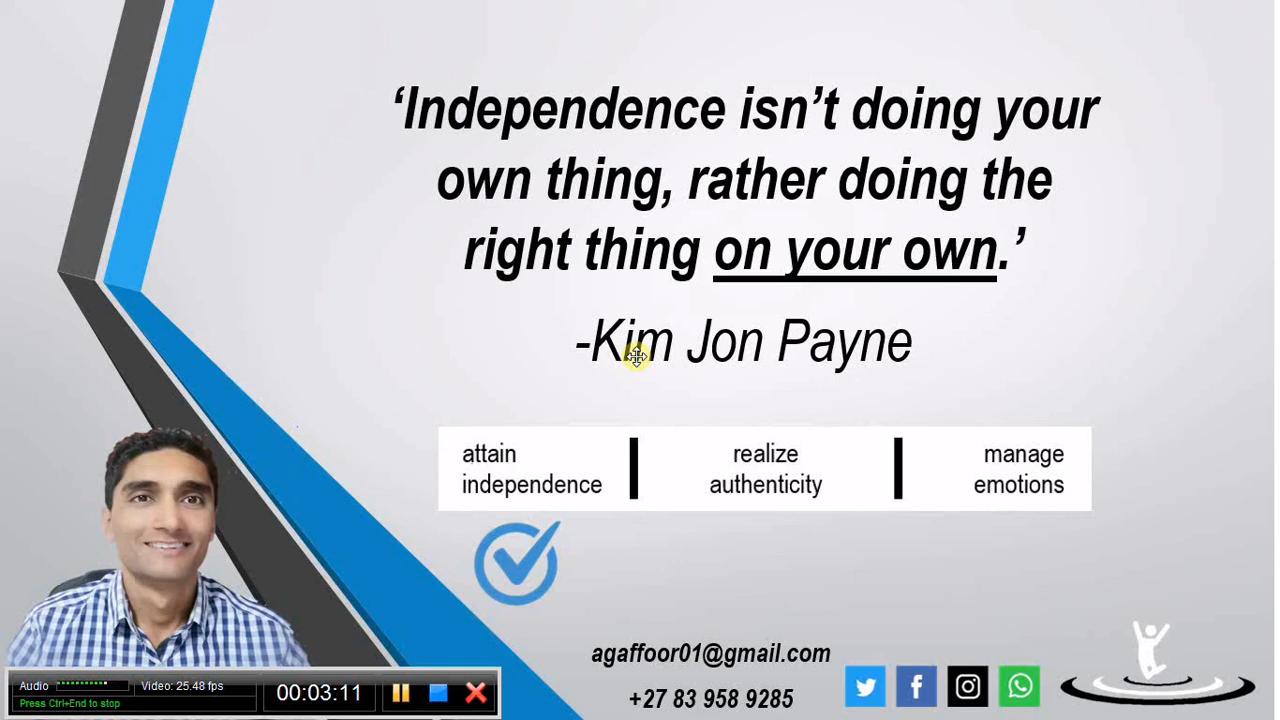 ‘Independence isn’t doing your
own thing, rather doing the
right thing on your own.’
-Kim Jon Payne
attain
independence
realize
authenticity
manage
emotions
agaffoor01@gmail.com
+27 83 958 9285
Audio
Video: 25.48 fps
00:03:11
Press Ctrl+End to stop